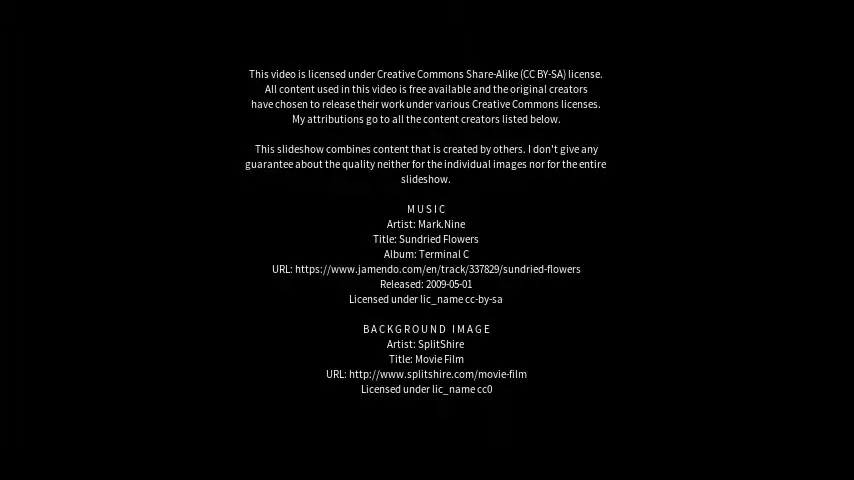 This video is licensed under Creative Commons Share-Alike (CC BY-SA) license.
All content used in this video is free available and the original creators
have chosen to release their work under various Creative Commons licenses.
My attributions go to all the content creators listed below.
This slideshow combines content that is created by others. I don't give any
guarantee about the quality neither for the individual images nor for the entire
slideshow.
MUSIC
Artist: Mark.Nine
Title: Sundried Flowers
Album: Terminal C
URL: https://www.jamendo.com/en/track/337829/sundried-flowers
Released: 2009-05-01
Licensed under lic_name cc-by-sa
BACKGROUND IMAGE
Artist: SplitShire
Title: Movie Film
URL: http://www.splitshire.com/movie-film
Licensed under lic_name cc0